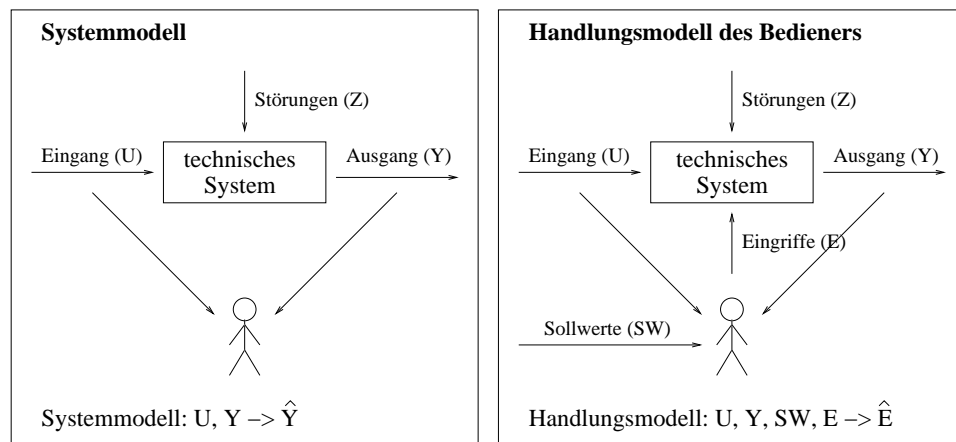 Systemmodell
Störungen (Z)
Eingang (U)
technisches
System
Ausgang (Y)
Systemmodell: U, Y –> Ŷ
Handlungsmodell des Bedieners
Störungen (Z)
Eingang (U)
technisches
System
Ausgang (Y)
Eingriffe (E)
Sollwerte (SW)
Handlungsmodell: U, Y, SW, E –> Ê